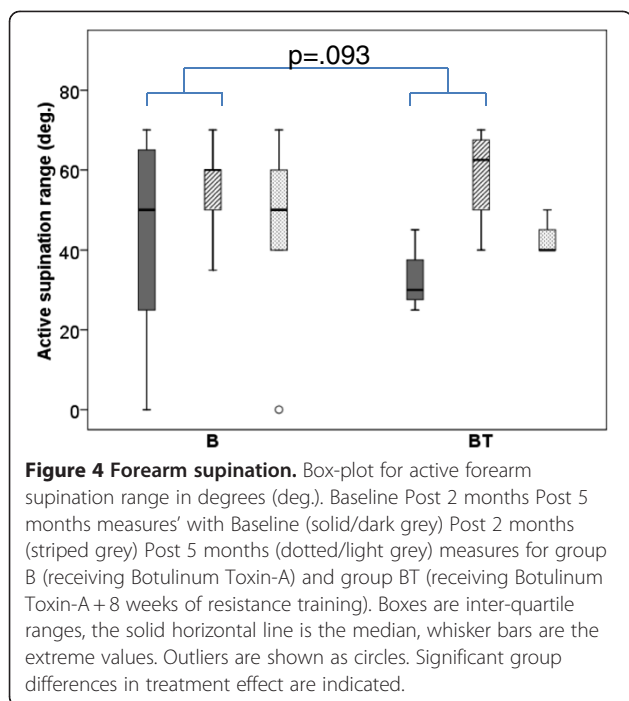 p=.093
80
60
40
20
0
Active supination range (deg.)
B BT
Figure 4 Forearm supination. Box-plot for active forearm
supination range in degrees (deg.). Baseline Post 2 months Post 5
months measures’ with Baseline (solid/dark grey) Post 2 months
(striped grey) Post 5 months (dotted/light grey) measures for group
B (receiving Botulinum Toxin-A) and group BT (receiving Botulinum
Toxin-A + 8 weeks of resistance training). Boxes are inter-quartile
ranges, the solid horizontal line is the median, whisker bars are the
extreme values. Outliers are shown as circles. Significant group
differences in treatment effect are indicated.